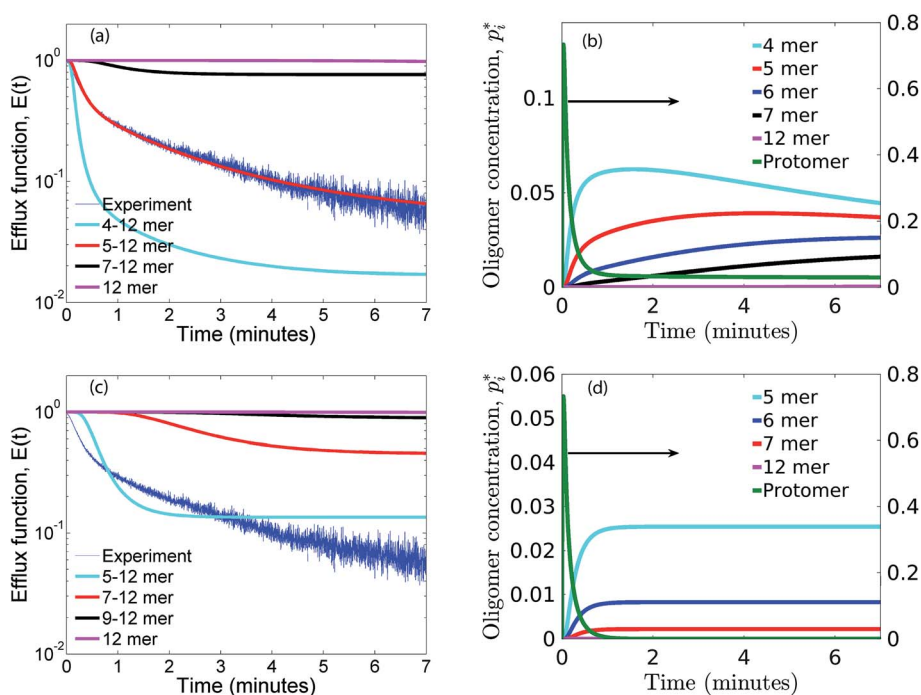 (a)
Efflux function, E(t)
10^0
10^-1
10^-2
Experiment
4-12 mer
5-12 mer
7-12 mer
12 mer
0 1 2 3 4 5 6 7
Time (minutes)
(b)
Oligomer concentration, p_i^*
0.1
0.05
0
0.8
0.6
0.4
0.2
0
4 mer
5 mer
6 mer
7 mer
12 mer
Protomer
0 2 4 6
Time (minutes)
(c)
Efflux function, E(t)
10^0
10^-1
10^-2
Experiment
5-12 mer
7-12 mer
9-12 mer
12 mer
0 1 2 3 4 5 6 7
Time (minutes)
(d)
Oligomer concentration, p_i^*
0.06
0.05
0.04
0.03
0.02
0.01
0
0.8
0.6
0.4
0.2
0
5 mer
6 mer
7 mer
12 mer
Protomer
0 2 4 6
Time (minutes)